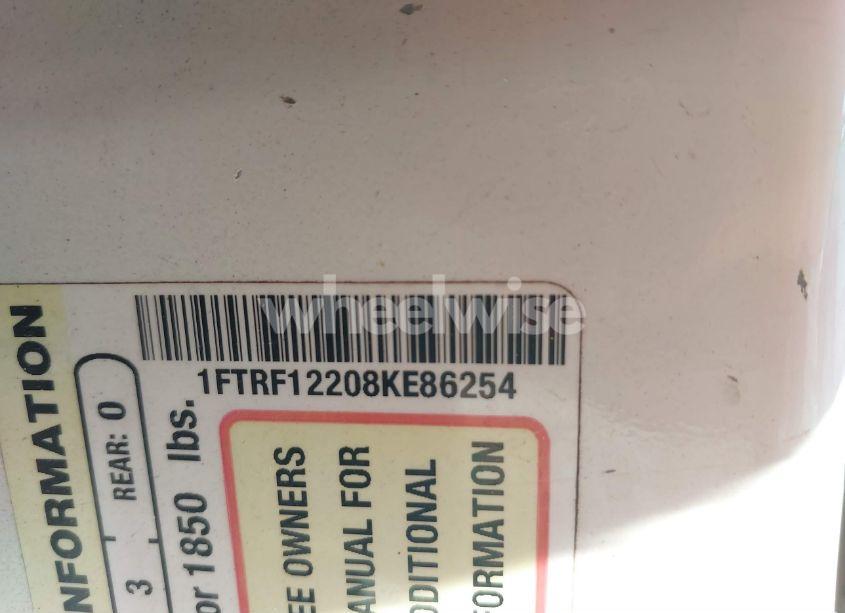 wheelwise
1FTRF12208KE86254
NFORMATION
REAR: 0
3
or 1850 lbs.
EE OWNERS
ANUAL FOR
DDITIONAL
FORMATION